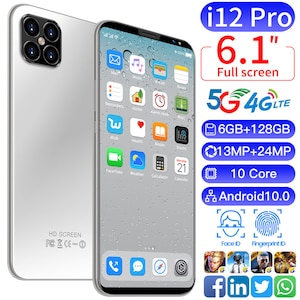 i12 Pro
6.1"
Full screen
5G 4G LTE
6GB+128GB
13MP+24MP
10 Core
Android10.0
Face ID
Fingerprint ID
HD SCREEN